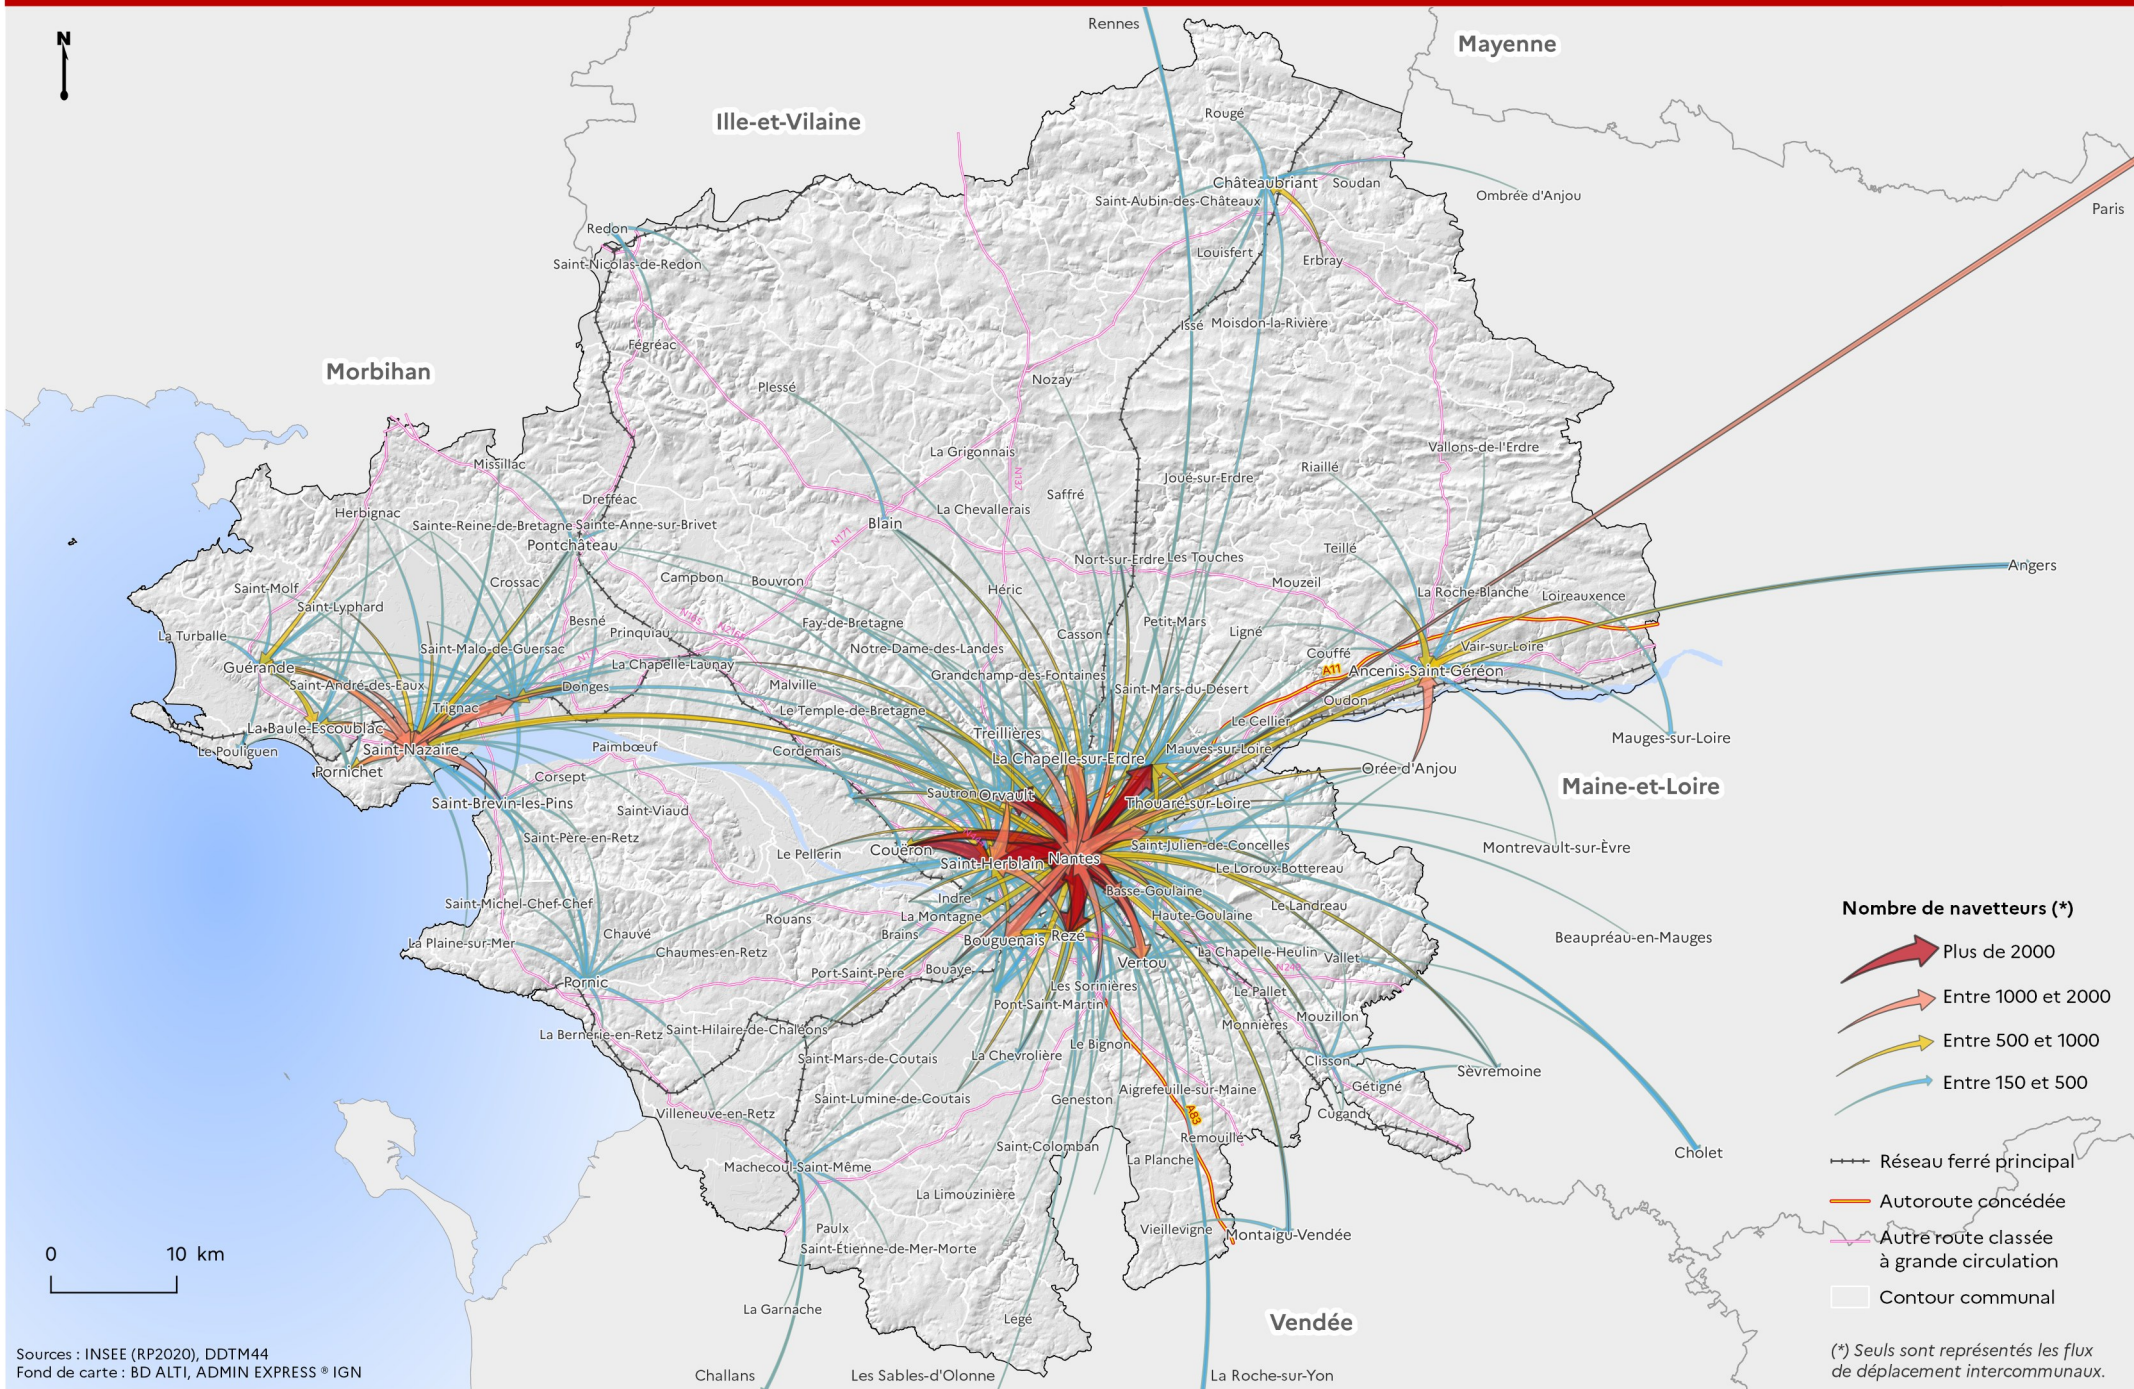 N
Rennes
Mayenne
Rougé
Ille-et-Vilaine
Châteaubriant
Soudan
Ombrée d'Anjou
Saint-Aubin-des-Châteaux
Paris
Redon
Louisfert
Erbray
Saint-Nicolas-de-Redon
Issé
Moisdon-la-Rivière
Fégréac
Morbihan
Plessé
Nozay
Vallons-de-l'Erdre
La Grigonnais
Missillac
Riaillé
N137
Joué-sur-Erdre
Drefféac
Saffré
Herbignac
La Chevallerais
Sainte-Reine-de-Bretagne
Sainte-Anne-sur-Brivet
Blain
N171
Pontchâteau
Teillé
Nort-sur-Erdre
Les Touches
Angers
Campbon
Bouvron
Crossac
Mouzeil
Saint-Molf
Héric
La Roche-Blanche
Loireauxence
Saint-Lyphard
N165
Besné
Fay-de-Bretagne
Petit-Mars
N2165
Prinquiau
Casson
Ligné
La Turballe
Saint-Malo-de-Guersac
Notre-Dame-des-Landes
Vair-sur-Loire
Couffé
Guérande
La Chapelle-Launay
A11
Ancenis-Saint-Géréon
Grandchamp-des-Fontaines
Saint-André-des-Eaux
Donges
Malville
Saint-Mars-du-Désert
Oudon
Trignac
Le Temple-de-Bretagne
Le Cellier
La Baule-Escoublac
Treillières
Mauges-sur-Loire
Le Pouliguen
Saint-Nazaire
Paimbœuf
Cordemais
Mauves-sur-Loire
La Chapelle-sur-Erdre
Pornichet
Corsept
Orée-d'Anjou
Maine-et-Loire
Sautron
Orvault
Saint-Brevin-les-Pins
Saint-Viaud
Thouaré-sur-Loire
Saint-Père-en-Retz
Saint-Julien-de-Concelles
Montrevault-sur-Èvre
Le Pellerin
Couëron
Saint-Herblain
Nantes
Le Loroux-Bottereau
Basse-Goulaine
Indre
Saint-Michel-Chef-Chef
Le Landreau
Rouans
La Montagne
Haute-Goulaine
Chauvé
Brains
Bouguenais
Rezé
Beaupréau-en-Mauges
La Plaine-sur-Mer
Chaumes-en-Retz
La Chapelle-Heulin
Vallet
Vertou
N249
Port-Saint-Père
Bouaye
Pornic
Les Sorinières
Le Pallet
Pont-Saint-Martin
Mouzillon
Monnières
La Bernerie-en-Retz
Saint-Hilaire-de-Chaléons
Le Bignon
Saint-Mars-de-Coutais
La Chevrolière
Clisson
Sèvremoine
Gétigné
Aigrefeuille-sur-Maine
Saint-Lumine-de-Coutais
Geneston
Villeneuve-en-Retz
A83
Cugand
Remouillé
Saint-Colomban
La Planche
Cholet
Machecoul-Saint-Même
La Limouzinière
Paulx
Vieillevigne
Montaigu-Vendée
Saint-Étienne-de-Mer-Morte
La Garnache
Legé
Vendée
Challans
Les Sables-d'Olonne
La Roche-sur-Yon
Nombre de navetteurs (*)
Plus de 2000
Entre 1000 et 2000
Entre 500 et 1000
Entre 150 et 500
Réseau ferré principal
Autoroute concédée
Autre route classée
à grande circulation
Contour communal
(*) Seuls sont représentés les flux
de déplacement intercommunaux.
0 10 km
Sources : INSEE (RP2020), DDTM44
Fond de carte : BD ALTI, ADMIN EXPRESS ® IGN